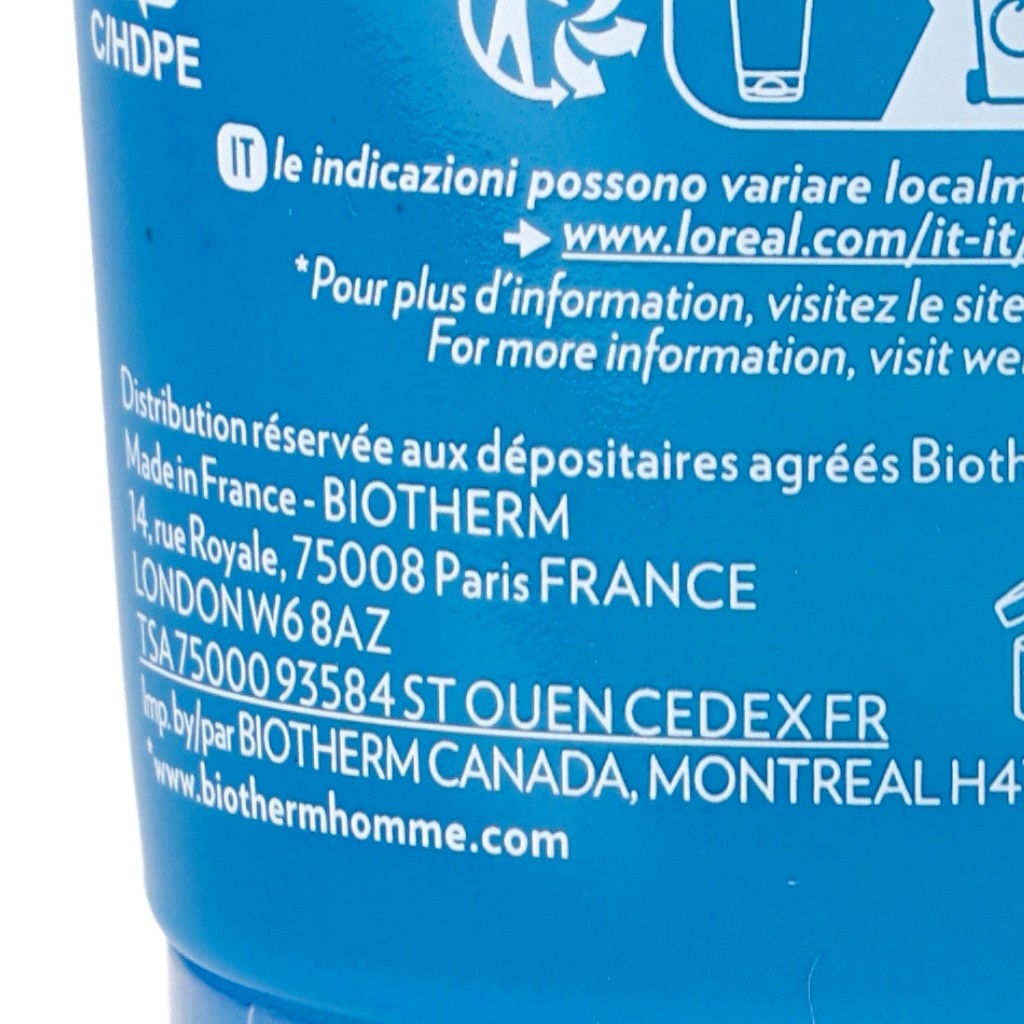 C/HDPE
IT le indicazioni possono variare localm
www.loreal.com/it-it/
*Pour plus d'information, visitez le site
For more information, visit we
Distribution réservée aux dépositaires agréés Bioth
Made in France - BIOTHERM
14, rue Royale, 75008 Paris FRANCE
LONDON W6 8AZ
TSA 75000 93584 ST OUEN CEDEX FR
Imp. by/par BIOTHERM CANADA, MONTREAL H4
*www.biothermhomme.com